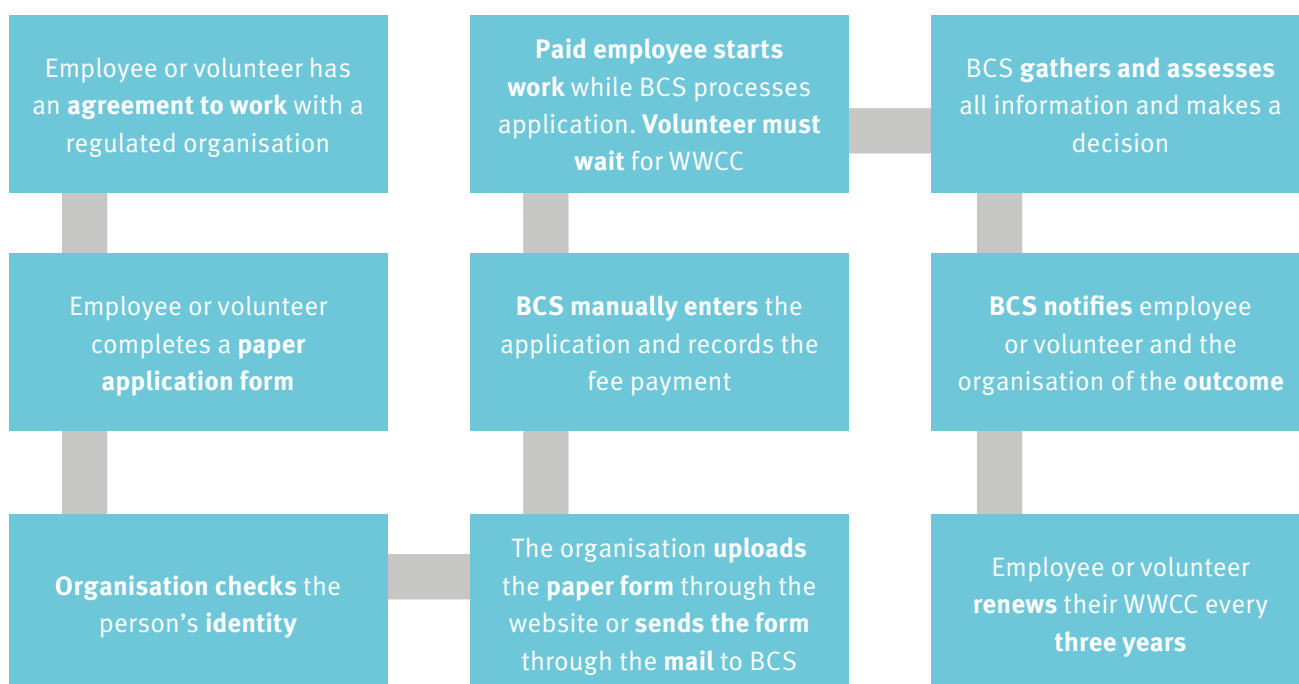 Employee or volunteer has
an agreement to work with a
regulated organisation
Employee or volunteer
completes a paper
application form
Organisation checks the
person's identity
The organisation uploads
the paper form through the
website or sends the form
through the mail to BCS
BCS manually enters the
application and records the
fee payment
Paid employee starts
work while BCS processes
application. Volunteer must
wait for WWCC
BCS gathers and assesses
all information and makes a
decision
BCS notifies employee
or volunteer and the
organisation of the outcome
Employee or volunteer
renews their WWCC every
three years